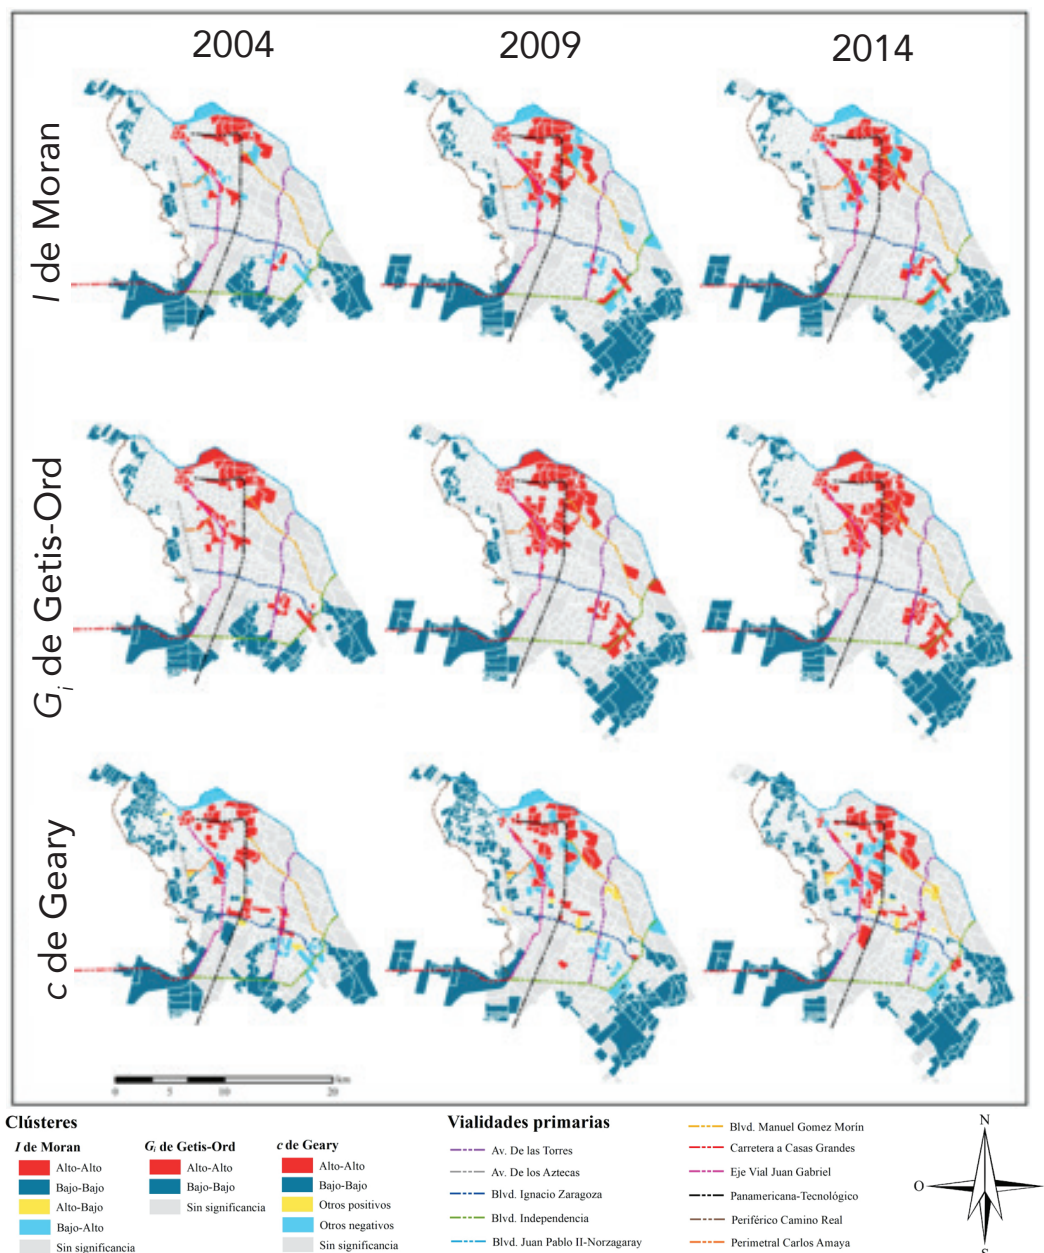 2004
2009
2014
I de Moran
Gi de Getis-Ord
c de Geary
0 5 10 20
Clústeres
I de Moran
Alto-Alto
Bajo-Bajo
Alto-Bajo
Bajo-Alto
Sin significancia
Gi de Getis-Ord
Alto-Alto
Bajo-Bajo
Sin significancia
c de Geary
Alto-Alto
Bajo-Bajo
Otros positivos
Otros negativos
Sin significancia
Vialidades primarias
Av. De las Torres
Av. De los Aztecas
Blvd. Ignacio Zaragoza
Blvd. Independencia
Blvd. Juan Pablo II-Norzagaray
Blvd. Manuel Gomez Morin
Carretera a Casas Grandes
Eje Vial Juan Gabriel
Panamericana-Tecnológico
Periférico Camino Real
Perimetral Carlos Amaya
N
O
S